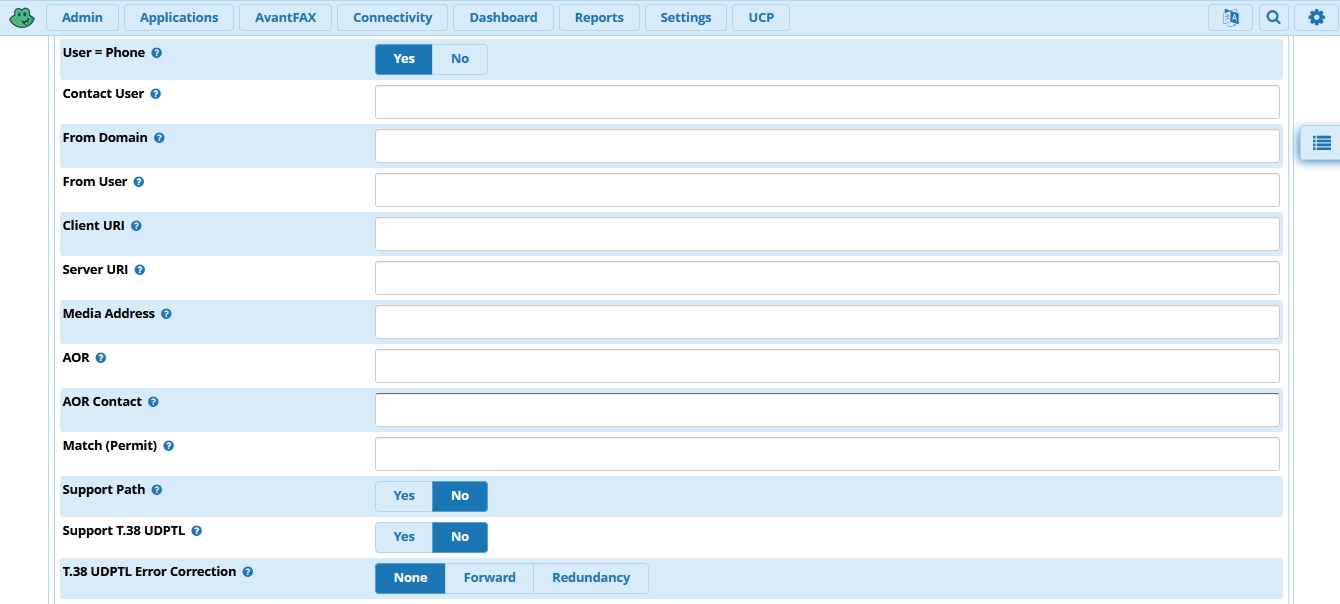 Admin Applications AvantFAX Connectivity Dashboard Reports Settings UCP
User = Phone Yes No
Contact User
From Domain
From User
Client URI
Server URI
Media Address
AOR
AOR Contact
Match (Permit)
Support Path Yes No
Support T.38 UDPTL Yes No
T.38 UDPTL Error Correction None Forward Redundancy